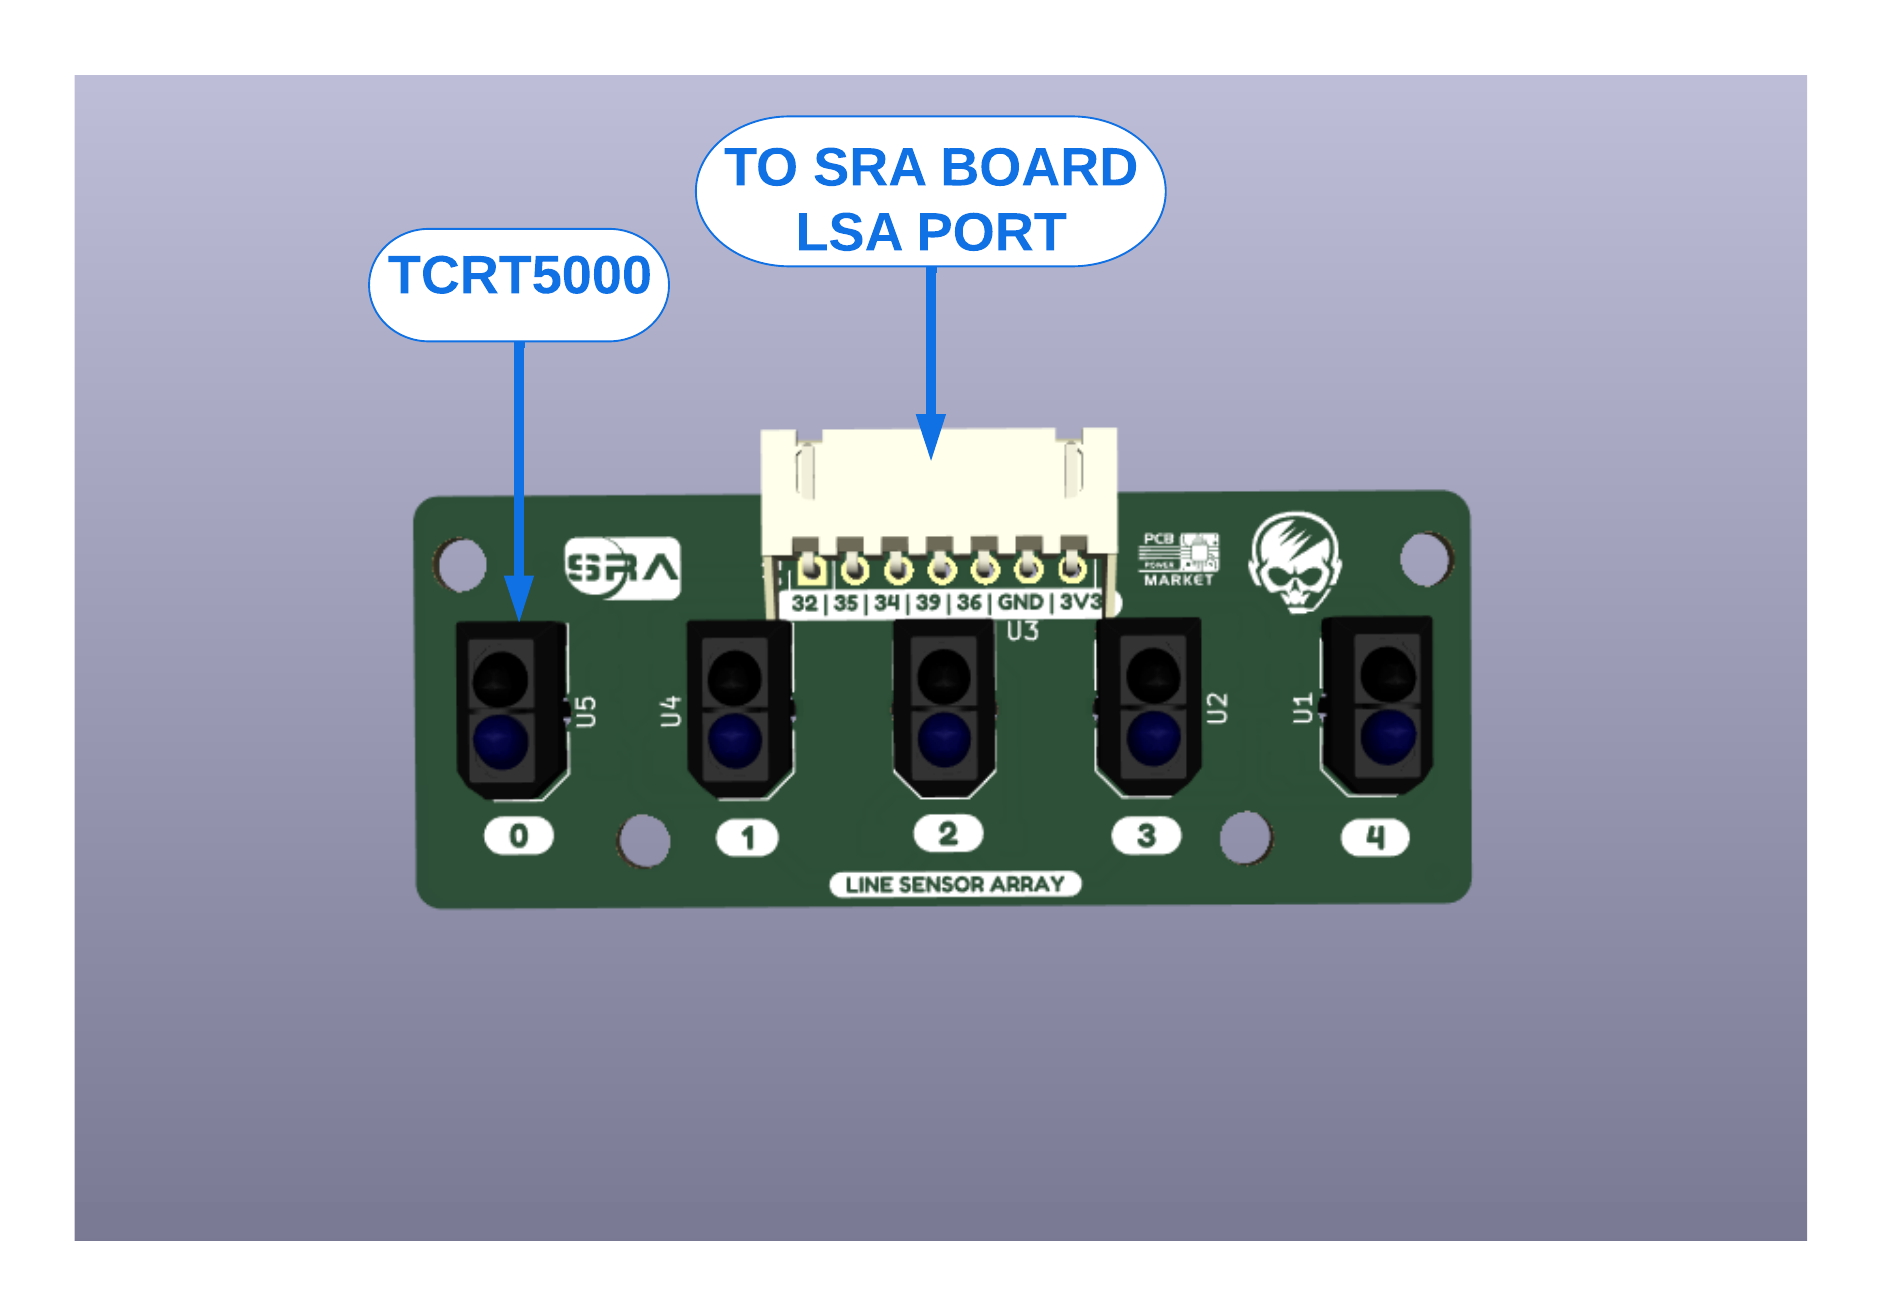 TO SRA BOARD
LSA PORT
TCRT5000
SRA
PCB
POWER
MARKET
32 | 35 | 34 | 39 | 36 | GND | 3V3
U3
U5
U4
U2
U1
0
1
2
3
4
LINE SENSOR ARRAY